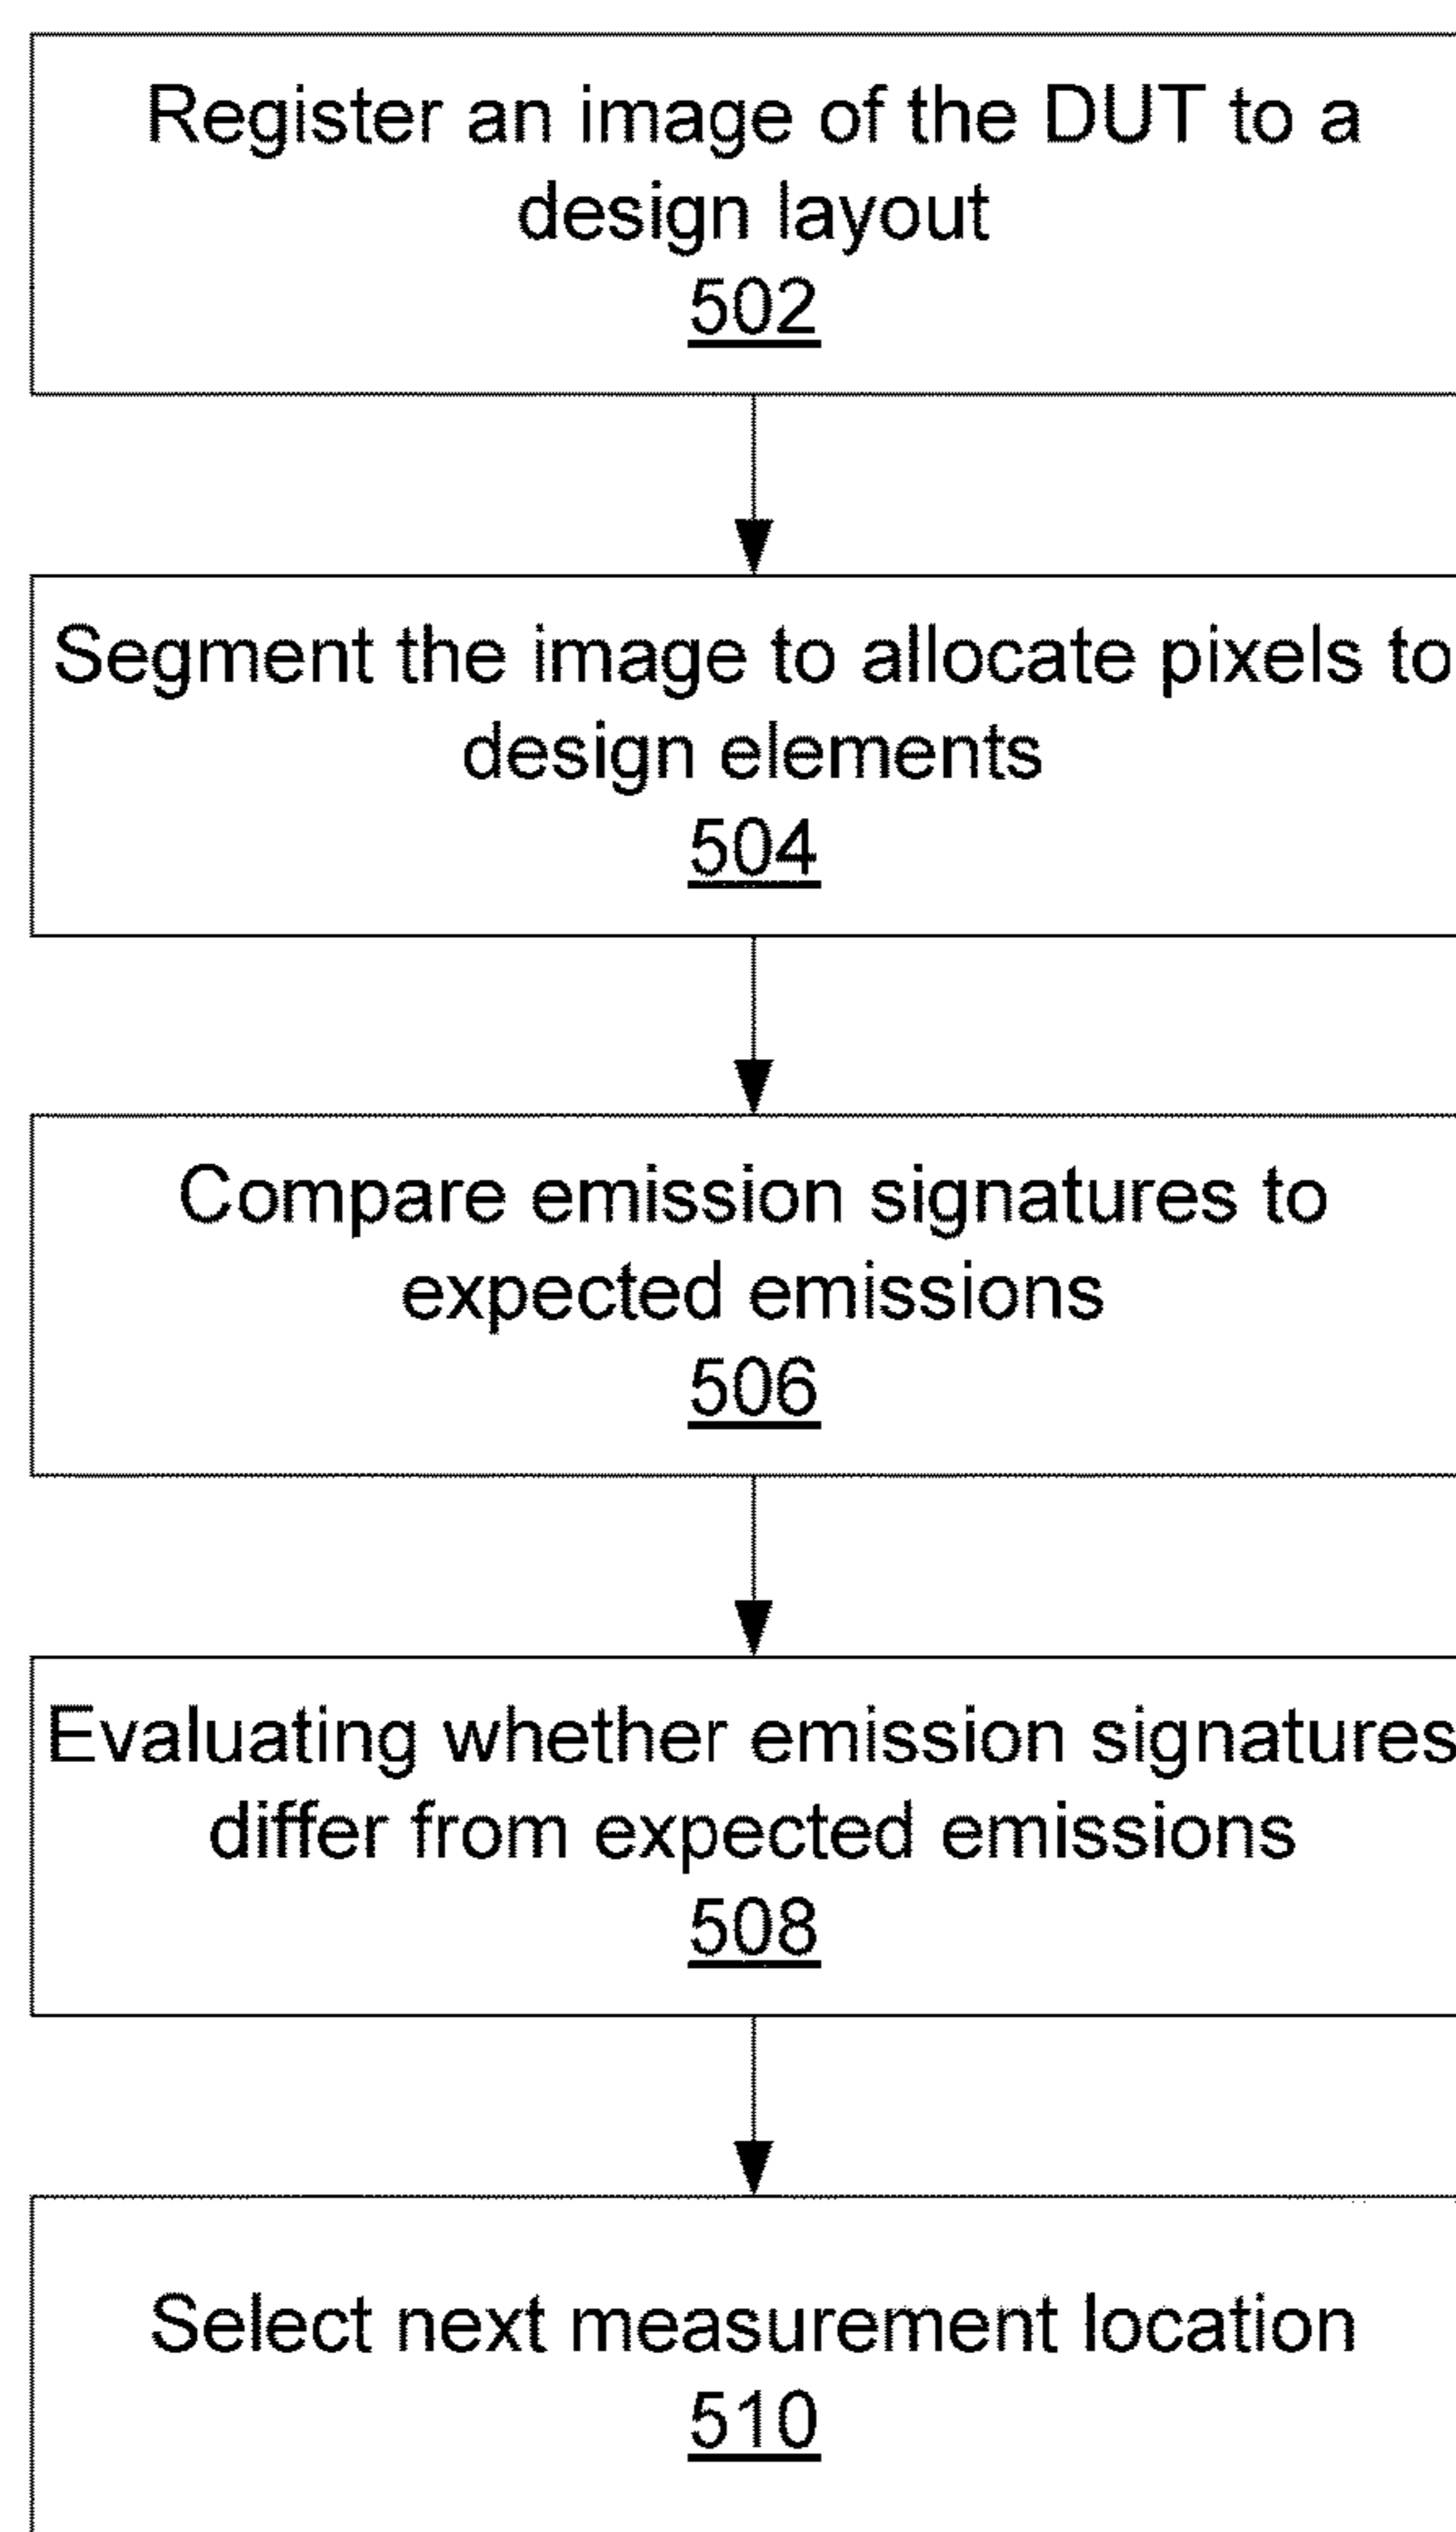 Register an image of the DUT to a
design layout
502
Segment the image to allocate pixels to
design elements
504
Compare emission signatures to
expected emissions
506
Evaluating whether emission signatures
differ from expected emissions
508
Select next measurement location
510